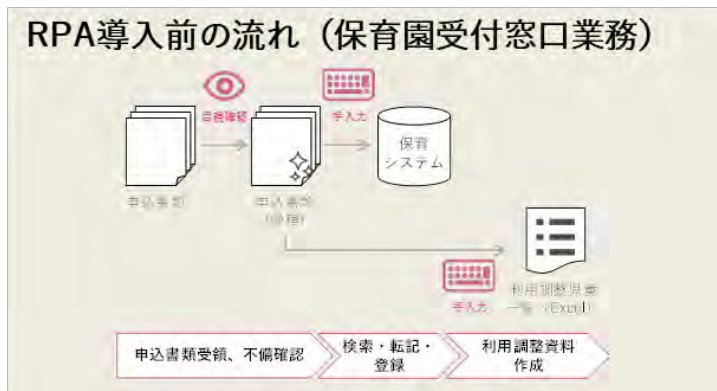 RPA導入前の流れ（保育園受付窓口業務）
目視確認
手入力
保育
システム
申込書類
申込書類
手入力
利用調整児童
一覧（Excel）
申込書類受領、不備確認
検索・転記・
登録
利用調整資料
作成